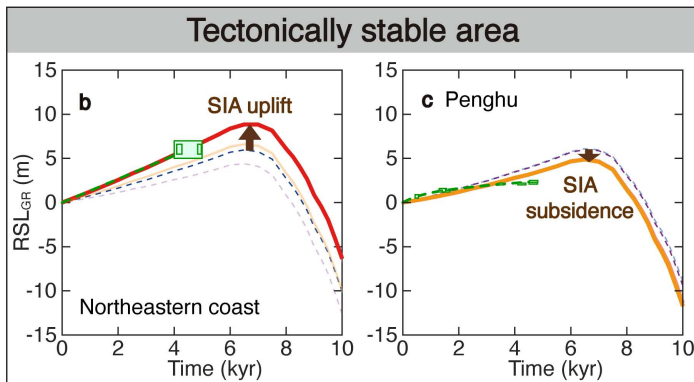 Tectonically stable area
15
10
5
0
-5
-10
-15
RSLGR (m)
b
SIA uplift
Northeastern coast
0 2 4 6 8 10
Time (kyr)
15
10
5
0
-5
-10
-15
c Penghu
SIA
subsidence
0 2 4 6 8 10
Time (kyr)